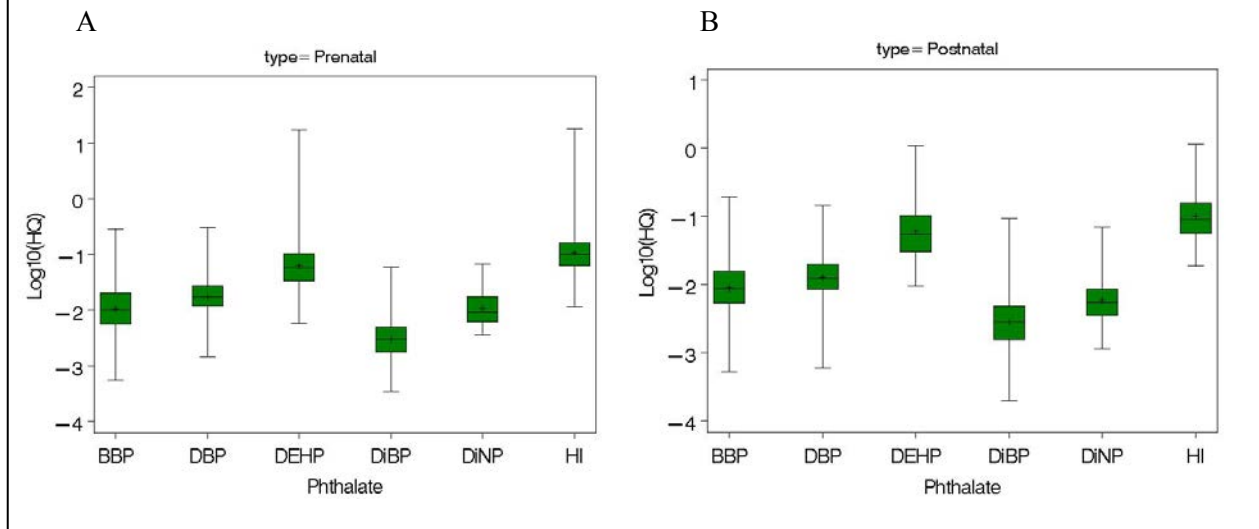 A
type= Prenatal
Log10(HQ)
2
1
0
−1
−2
−3
−4
BBP DBP DEHP DiBP DiNP HI
Phthalate
B
type= Postnatal
Log10(HQ)
1
0
−1
−2
−3
−4
BBP DBP DEHP DiBP DiNP HI
Phthalate